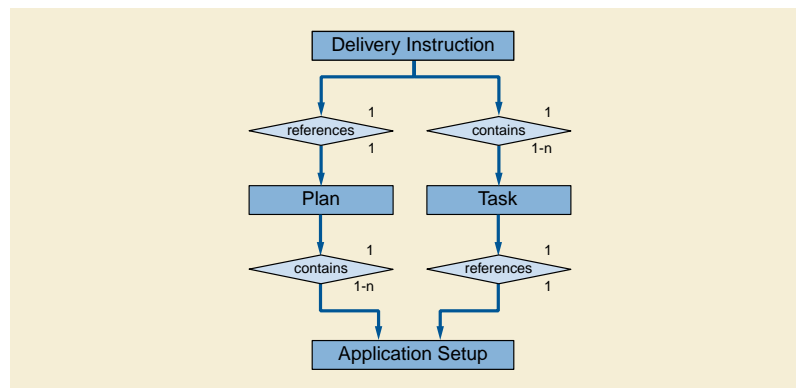 Delivery Instruction
1
1
references
contains
1
1-n
Plan
Task
1
1
contains
references
1-n
1
Application Setup